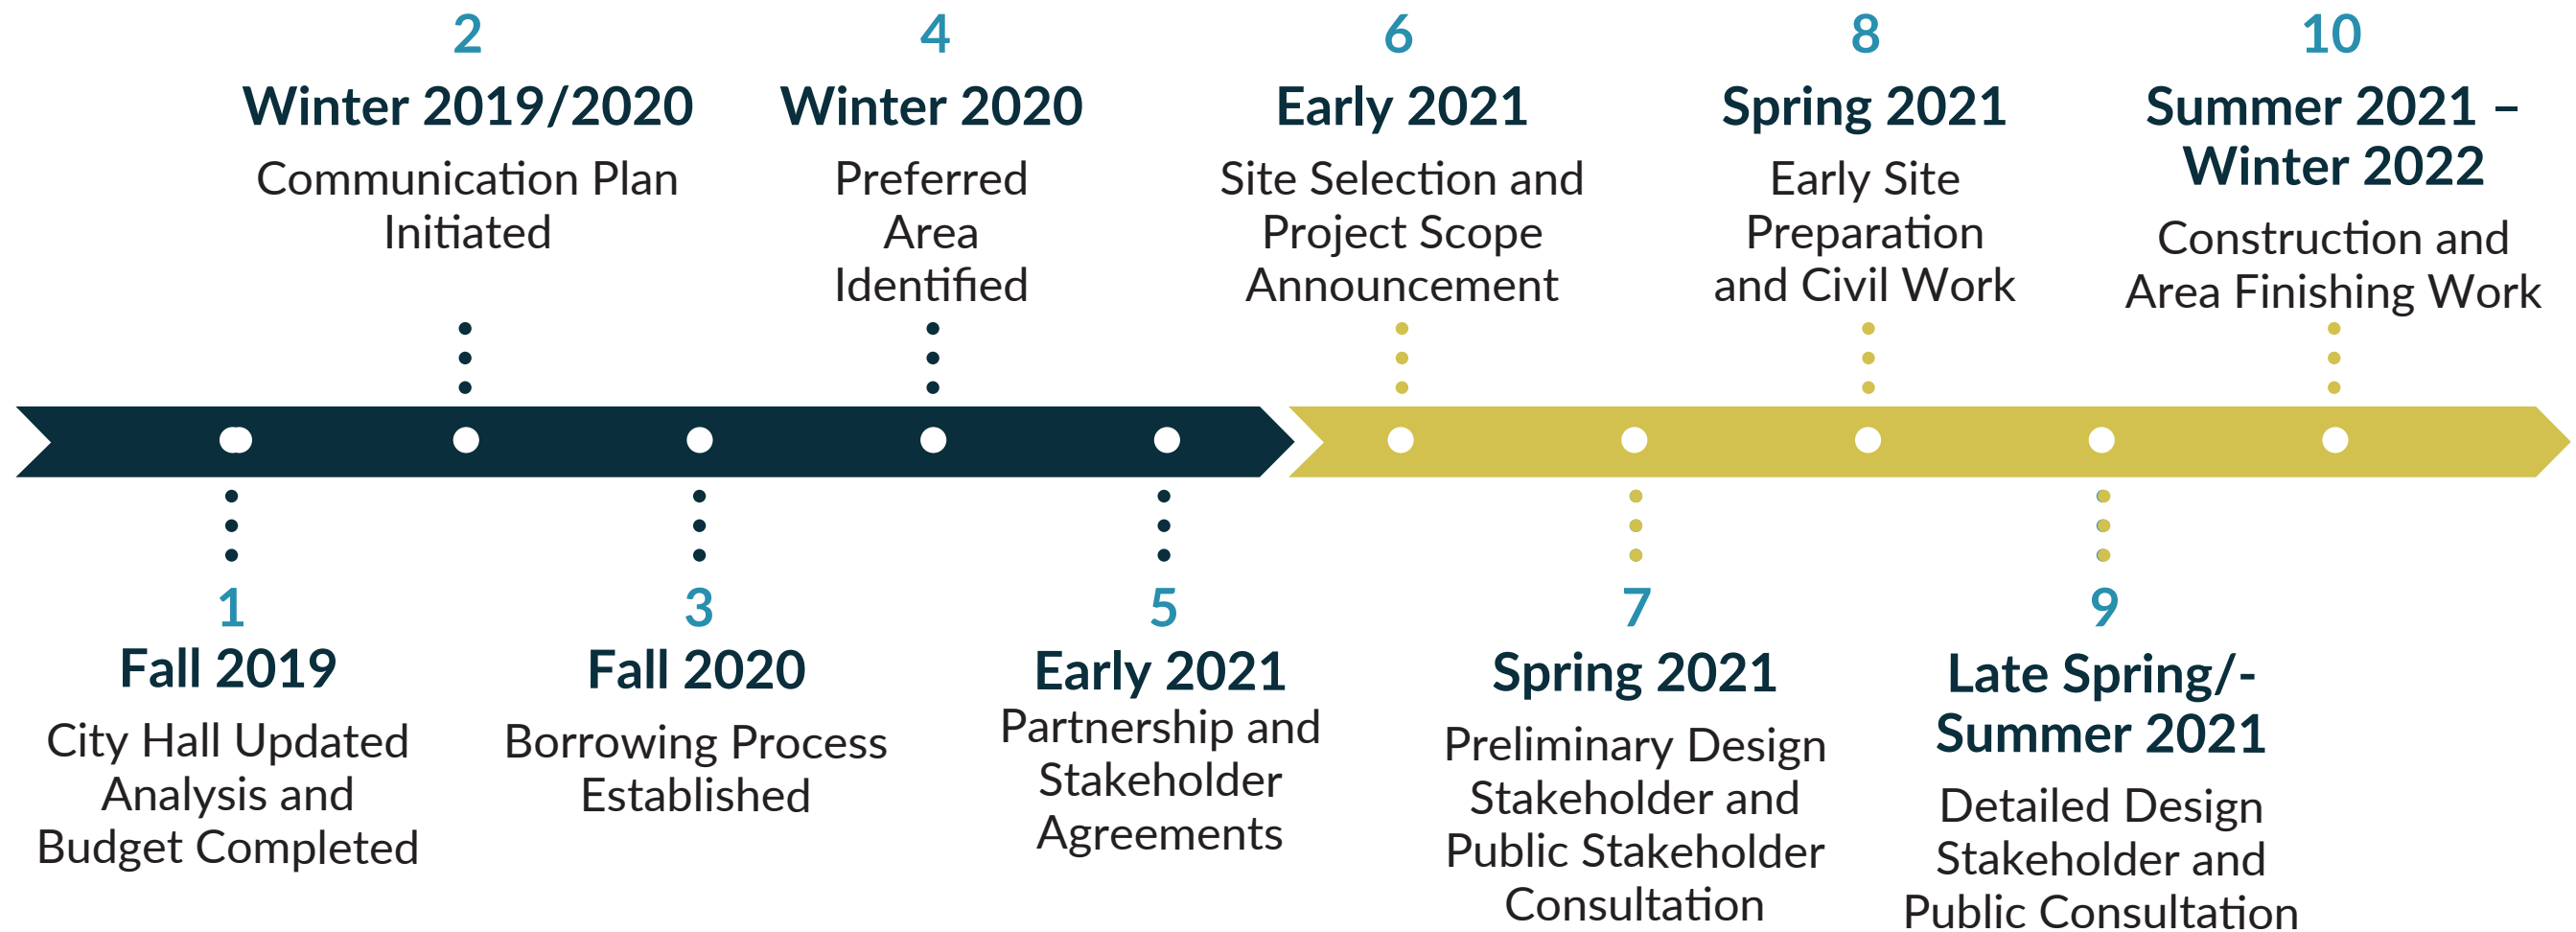 2
Winter 2019/2020
Communication Plan
Initiated
4
Winter 2020
Preferred
Area
Identified
6
Early 2021
Site Selection and
Project Scope
Announcement
8
Spring 2021
Early Site
Preparation
and Civil Work
10
Summer 2021 –
Winter 2022
Construction and
Area Finishing Work
1
Fall 2019
City Hall Updated
Analysis and
Budget Completed
3
Fall 2020
Borrowing Process
Established
5
Early 2021
Partnership and
Stakeholder
Agreements
7
Spring 2021
Preliminary Design
Stakeholder and
Public Stakeholder
Consultation
9
Late Spring/-
Summer 2021
Detailed Design
Stakeholder and
Public Consultation